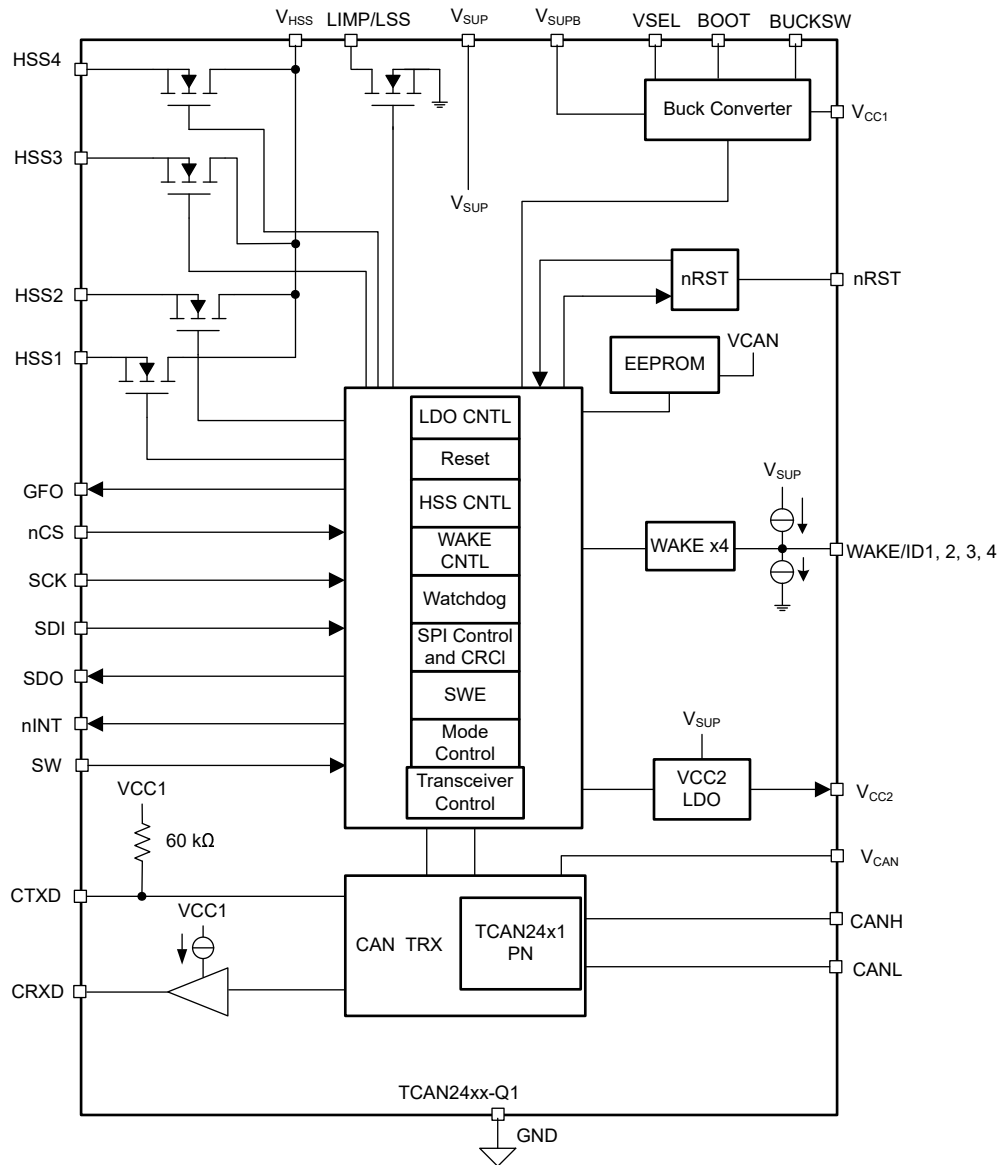 VHSS LIMP/LSS VSUP VSUPB VSEL BOOT BUCKSW
HSS4
Buck Converter
VCC1
HSS3
VSUP
nRST
nRST
HSS2
VCAN
HSS1
EEPROM
LDO CNTL
Reset
HSS CNTL
WAKE
CNTL
Watchdog
SPI Control
and CRCI
SWE
Mode
Control
Transceiver
Control
GFO
nCS
SCK
SDI
SDO
nINT
SW
VSUP
WAKE x4
WAKE/ID1, 2, 3, 4
VSUP
VCC2
LDO
VCC2
VCC1
60 kΩ
VCAN
CTXD
VCC1
CAN TRX
TCAN24x1
PN
CANH
CANL
CRXD
TCAN24xx-Q1
GND